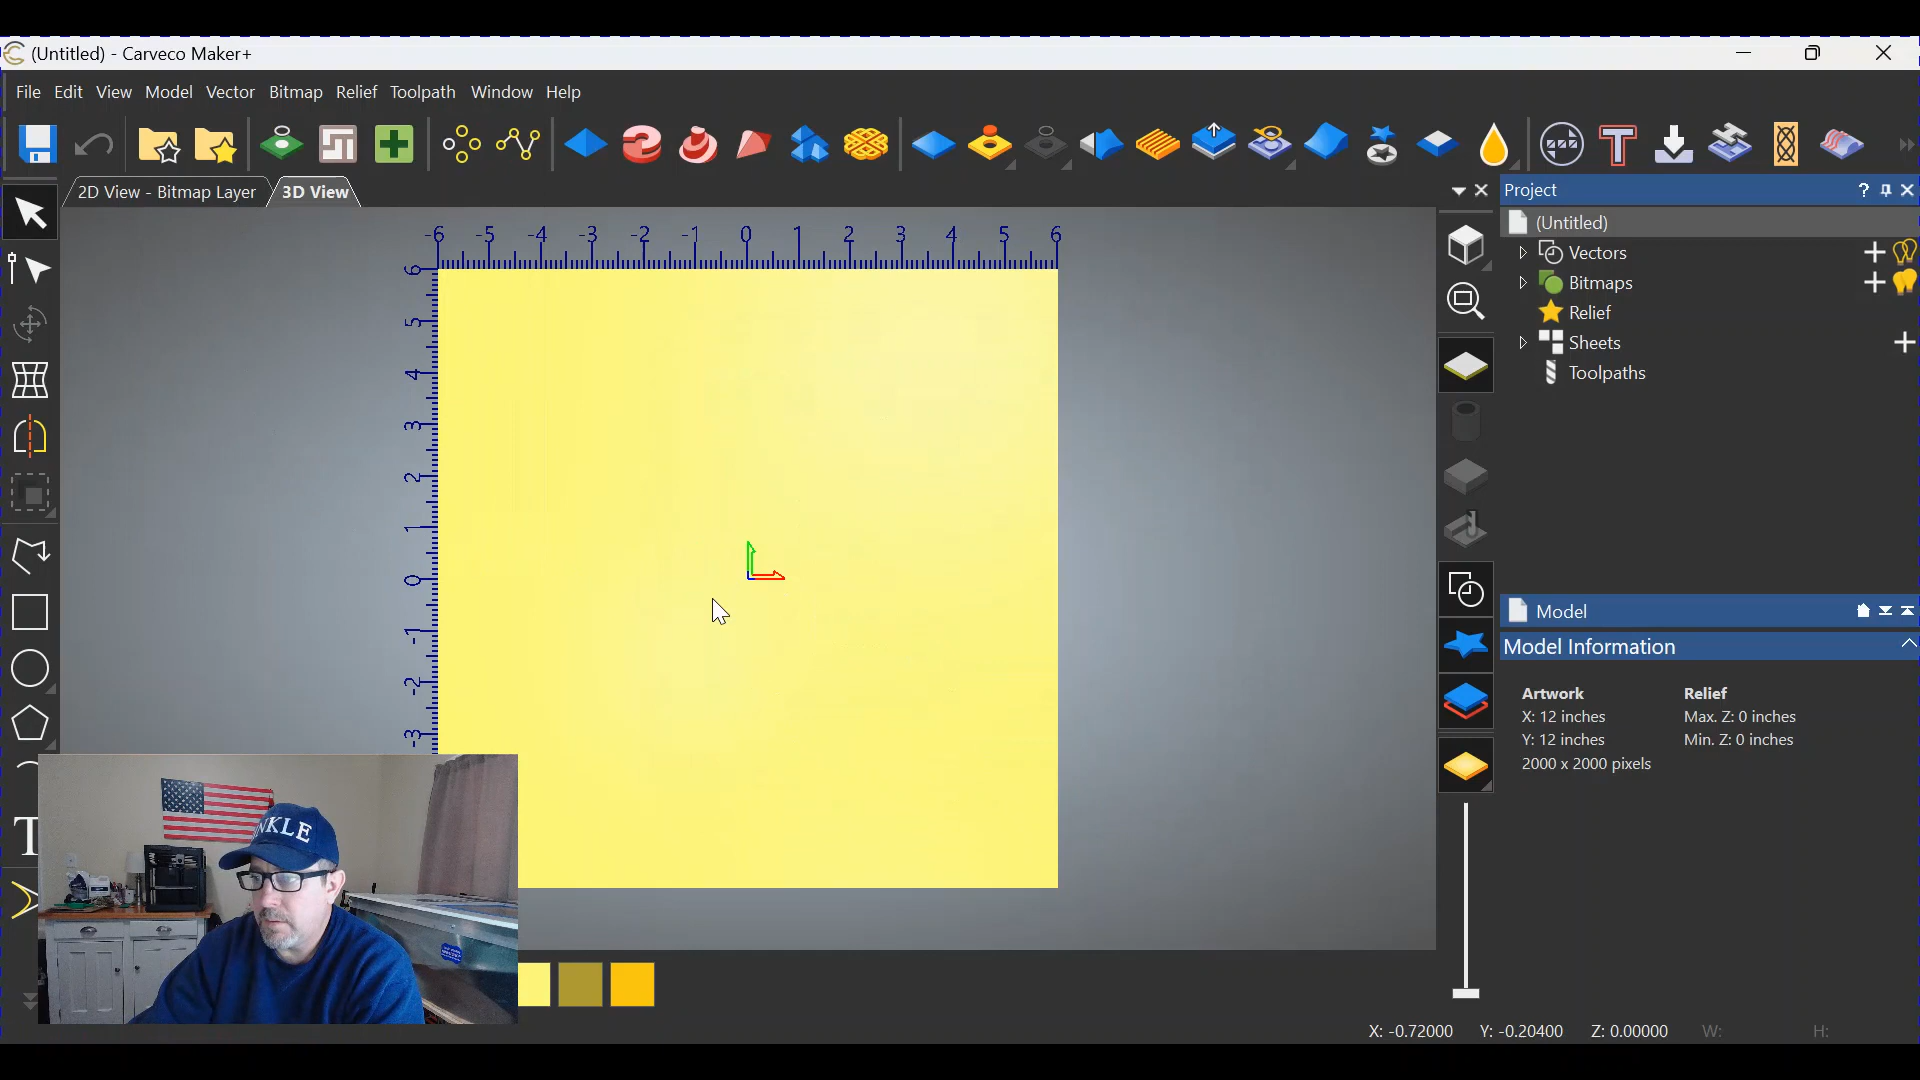 (Untitled) - Carveco Maker+
File Edit View Model Vector Bitmap Relief Toolpath Window Help
2D View - Bitmap Layer 3D View
Project
(Untitled)
Vectors
Bitmaps
Relief
Sheets
Toolpaths
-6 -5 -4 -3 -2 -1 0 1 2 3 4 5 6
6
5
4
3
2
1
0
-1
-2
-3
Model
Model Information
Artwork Relief
X: 12 inches Max. Z: 0 inches
Y: 12 inches Min. Z: 0 inches
2000 x 2000 pixels
X: -0.72000 Y: -0.20400 Z: 0.00000 W: H: